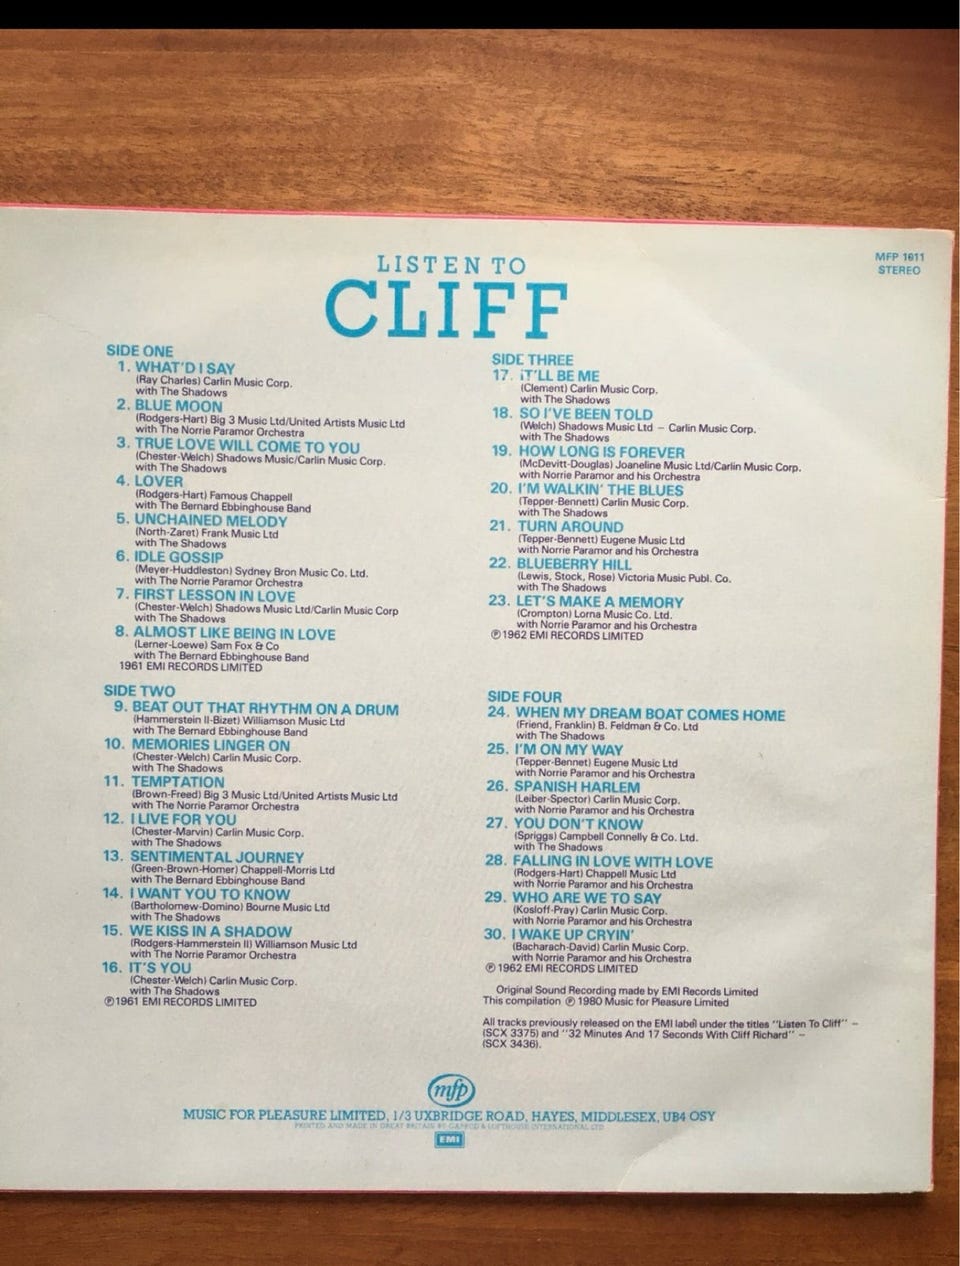 LISTEN TO
CLIFF
MFP 1011
STEREO
SIDE ONE
1. WHAT'D I SAY
(Ray Charles) Carlin Music Corp.
with The Shadows
2. BLUE MOON
(Rodgers-Hart) Big 3 Music Ltd/United Artists Music Ltd
with The Norrie Paramor Orchestra
3. TRUE LOVE WILL COME TO YOU
(Chester-Welch) Shadows Music/Carlin Music Corp.
with The Shadows
4. LOVER
(Rodgers-Hart) Famous Chappell
with The Bernard Ebbinghouse Band
5. UNCHAINED MELODY
(North-Zaret) Frank Music Ltd
with The Shadows
6. IDLE GOSSIP
(Meyer-Huddleston) Sydney Bron Music Co. Ltd.
with The Norrie Paramor Orchestra
7. FIRST LESSON IN LOVE
(Chester-Welch) Shadows Music Ltd/Carlin Music Corp
with The Shadows
8. ALMOST LIKE BEING IN LOVE
(Lerner-Loewe) Sam Fox & Co
with The Bernard Ebbinghouse Band
1961 EMI RECORDS LIMITED
SIDE TWO
9. BEAT OUT THAT RHYTHM ON A DRUM
(Hammerstein II-Bizet) Williamson Music Ltd
with The Bernard Ebbinghouse Band
10. MEMORIES LINGER ON
(Chester-Welch) Carlin Music Corp.
with The Shadows
11. TEMPTATION
(Brown-Freed) Big 3 Music Ltd/United Artists Music Ltd
with The Norrie Paramor Orchestra
12. I LIVE FOR YOU
(Chester-Marvin) Carlin Music Corp.
with The Shadows
13. SENTIMENTAL JOURNEY
(Green-Brown-Homer) Chappell-Morris Ltd
with The Bernard Ebbinghouse Band
14. I WANT YOU TO KNOW
(Bartholomew-Domino) Bourne Music Ltd
with The Shadows
15. WE KISS IN A SHADOW
(Rodgers-Hammerstein II) Williamson Music Ltd
with The Norrie Paramor Orchestra
16. IT'S YOU
(Chester-Welch) Carlin Music Corp.
with The Shadows
℗1961 EMI RECORDS LIMITED
SIDE THREE
17. IT'LL BE ME
(Clement) Carlin Music Corp.
with The Shadows
18. SO I'VE BEEN TOLD
(Welch) Shadows Music Ltd – Carlin Music Corp.
with The Shadows
19. HOW LONG IS FOREVER
(McDevitt-Douglas) Joaneline Music Ltd/Carlin Music Corp.
with Norrie Paramor and his Orchestra
20. I'M WALKIN' THE BLUES
(Tepper-Bennett) Carlin Music Corp.
with The Shadows
21. TURN AROUND
(Tepper-Bennett) Eugene Music Ltd
with Norrie Paramor and his Orchestra
22. BLUEBERRY HILL
(Lewis, Stock, Rose) Victoria Music Publ. Co.
with The Shadows
23. LET'S MAKE A MEMORY
(Crompton) Lorna Music Co. Ltd.
with Norrie Paramor and his Orchestra
℗1962 EMI RECORDS LIMITED
SIDE FOUR
24. WHEN MY DREAM BOAT COMES HOME
(Friend, Franklin) B. Feldman & Co. Ltd
with The Shadows
25. I'M ON MY WAY
(Tepper-Bennet) Eugene Music Ltd
with Norrie Paramor and his Orchestra
26. SPANISH HARLEM
(Leiber-Spector) Carlin Music Corp.
with Norrie Paramor and his Orchestra
27. YOU DON'T KNOW
(Spriggs) Campbell Connelly & Co. Ltd.
with The Shadows
28. FALLING IN LOVE WITH LOVE
(Rodgers-Hart) Chappell Music Ltd
with Norrie Paramor and his Orchestra
29. WHO ARE WE TO SAY
(Kosloff-Pray) Carlin Music Corp.
with Norrie Paramor and his Orchestra
30. I WAKE UP CRYIN'
(Bacharach-David) Carlin Music Corp.
with Norrie Paramor and his Orchestra
℗ 1962 EMI RECORDS LIMITED
Original Sound Recording made by EMI Records Limited
This compilation ℗ 1980 Music for Pleasure Limited
All tracks previously released on the EMI label under the titles "Listen To Cliff" –
(SCX 3375) and "32 Minutes And 17 Seconds With Cliff Richard" –
(SCX 3436).
mfp
MUSIC FOR PLEASURE LIMITED, 1/3 UXBRIDGE ROAD, HAYES, MIDDLESEX, UB4 OSY
PRINTED AND MADE IN GREAT BRITAIN BY GARROD & LOFTHOUSE INTERNATIONAL LTD
EMI